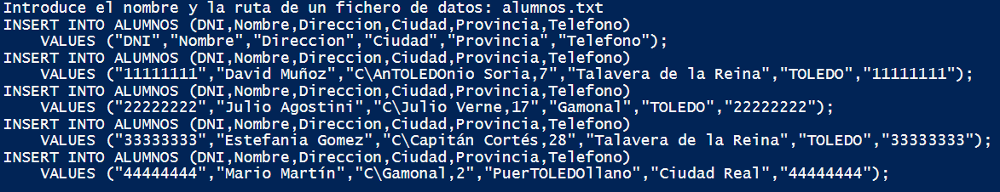 Introduce el nombre y la ruta de un fichero de datos: alumnos.txt
INSERT INTO ALUMNOS (DNI,Nombre,Direccion,Ciudad,Provincia,Telefono)
    VALUES ("DNI","Nombre","Direccion","Ciudad","Provincia","Telefono");
INSERT INTO ALUMNOS (DNI,Nombre,Direccion,Ciudad,Provincia,Telefono)
    VALUES ("11111111","David Muñoz","C\AnTOLEDOnio Soria,7","Talavera de la Reina","TOLEDO","11111111");
INSERT INTO ALUMNOS (DNI,Nombre,Direccion,Ciudad,Provincia,Telefono)
    VALUES ("22222222","Julio Agostini","C\Julio Verne,17","Gamonal","TOLEDO","22222222");
INSERT INTO ALUMNOS (DNI,Nombre,Direccion,Ciudad,Provincia,Telefono)
    VALUES ("33333333","Estefania Gomez","C\Capitán Cortés,28","Talavera de la Reina","TOLEDO","33333333");
INSERT INTO ALUMNOS (DNI,Nombre,Direccion,Ciudad,Provincia,Telefono)
    VALUES ("44444444","Mario Martín","C\Gamonal,2","PuerTOLEDOllano","Ciudad Real","44444444");